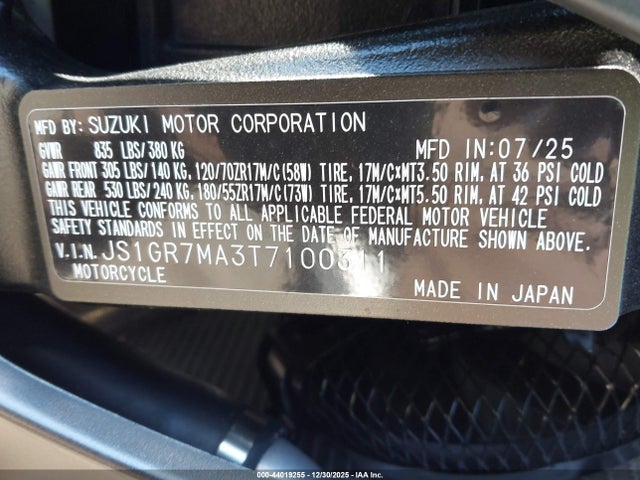 MFD BY: SUZUKI MOTOR CORPORATION
GVWR 835 LBS/380 KG MFD IN: 07/25
GAWR FRONT 305 LBS/140 KG, 120/70ZR17M/C(58W) TIRE, 17M/C×MT3.50 RIM, AT 36 PSI COLD
GAWR REAR 530 LBS/240 KG, 180/55ZR17M/C(73W) TIRE, 17M/C×MT5.50 RIM, AT 42 PSI COLD
THIS VEHICLE CONFORMS TO ALL APPLICABLE FEDERAL MOTOR VEHICLE
SAFETY STANDARDS IN EFFECT ON THE DATE OF MANUFACTURE SHOWN ABOVE.
V.I.N. JS1GR7MA3T7100311
MOTORCYCLE MADE IN JAPAN
000-44019255 - 12/30/2025 - IAA Inc.